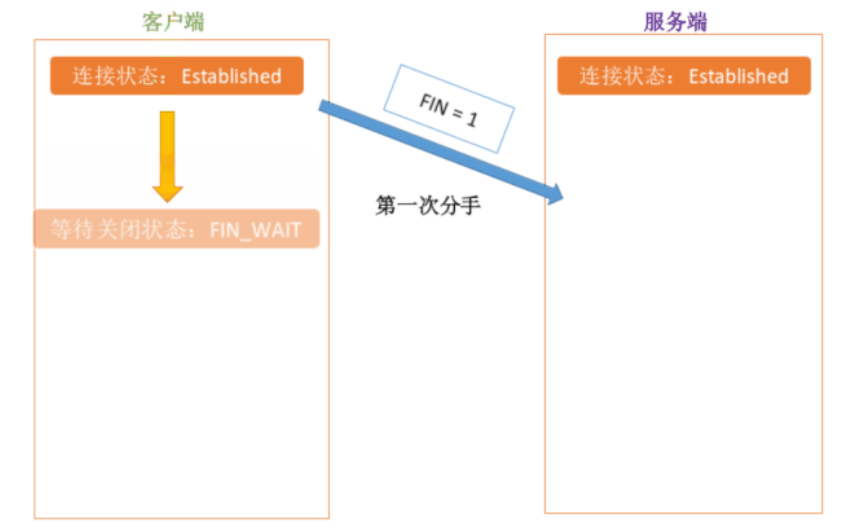 客户端
服务端
连接状态：Established
FIN = 1
连接状态：Established
第一次分手
等待关闭状态：FIN_WAIT